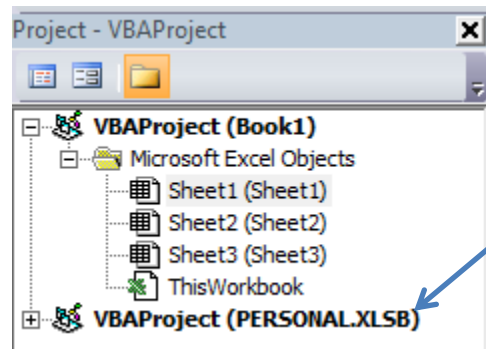 Project - VBAProject
VBAProject (Book1)
Microsoft Excel Objects
Sheet1 (Sheet1)
Sheet2 (Sheet2)
Sheet3 (Sheet3)
ThisWorkbook
VBAProject (PERSONAL.XLSB)